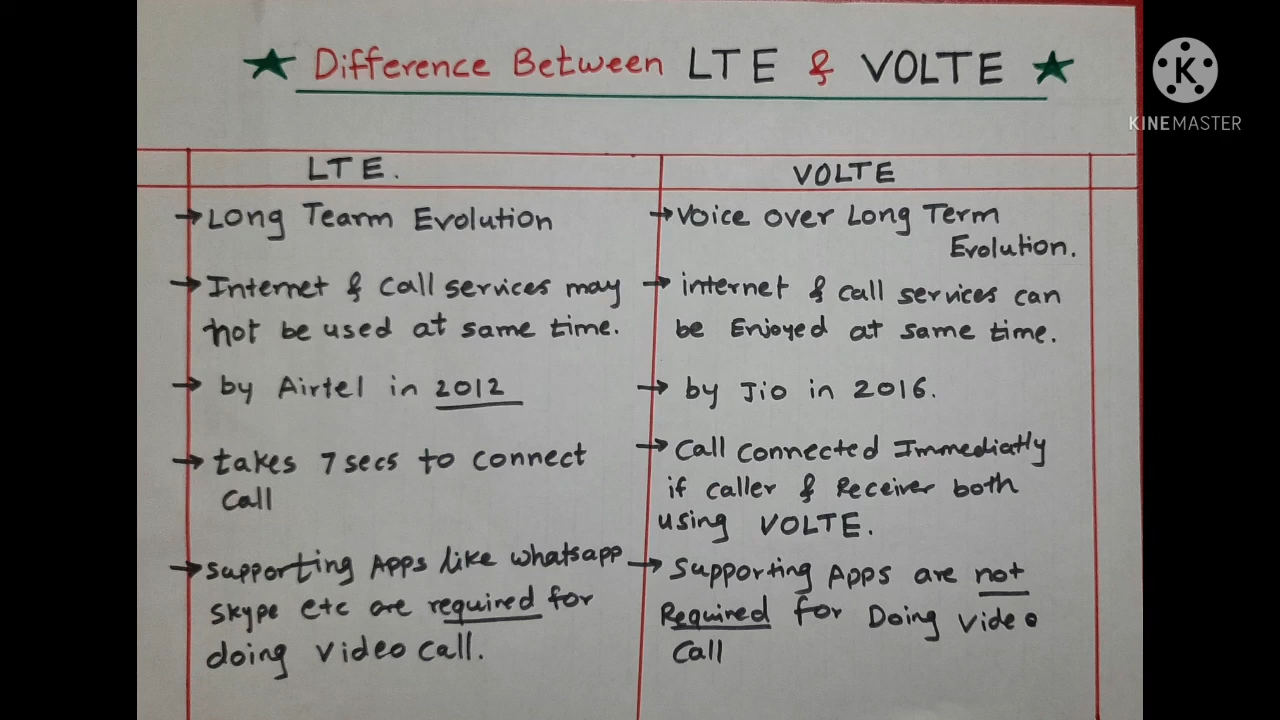 ★ Difference Between LTE & VOLTE ★
K
KINEMASTER
LTE.
→ Long Tearm Evolution
→ Internet & call services may
not be used at same time.
→ by Airtel in 2012
→ takes 7 secs to connect
call
→ supporting Apps like whatsapp
skype etc are required for
doing video call.
VOLTE
→ Voice over Long Term
Evolution.
→ internet & call services can
be Enjoyed at same time.
→ by Jio in 2016.
→ Call connected Immediatly
if caller & Receiver both
using VOLTE.
→ Supporting Apps are not
Required for Doing video
call